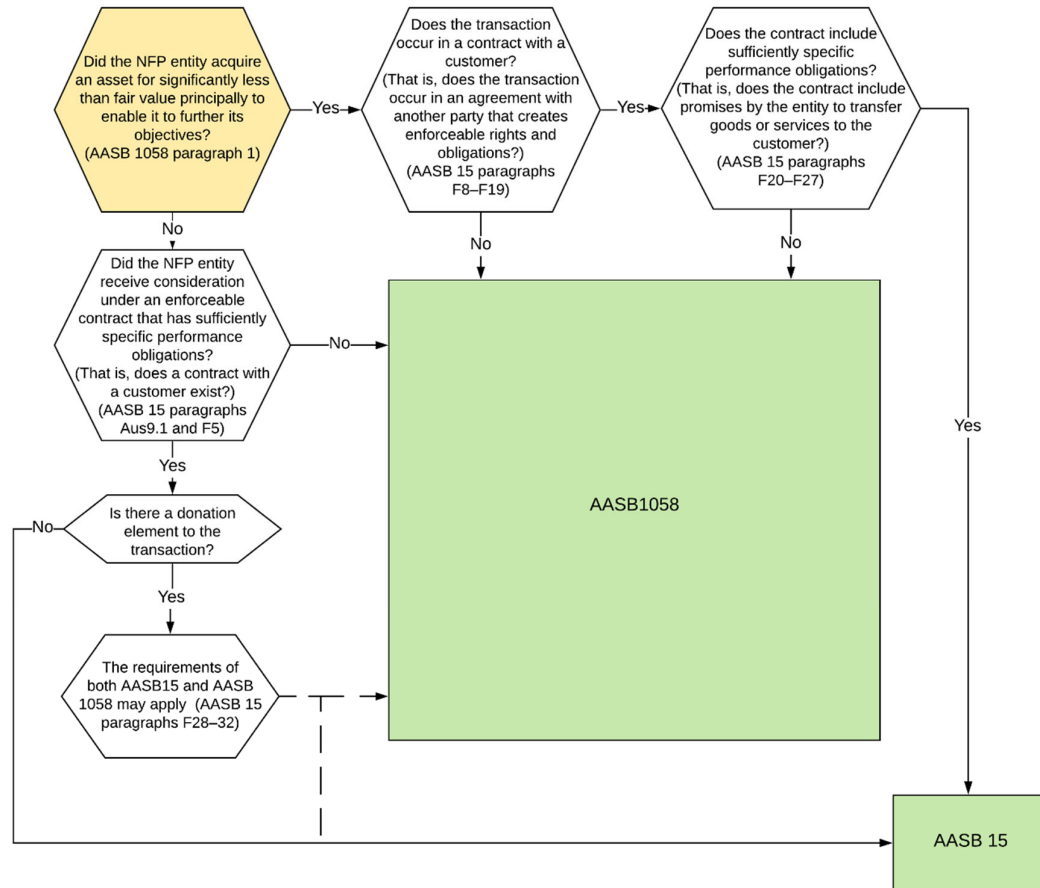 Did the NFP entity acquire
an asset for significantly less
than fair value principally to
enable it to further its
objectives?
(AASB 1058 paragraph 1)
Yes
Does the transaction
occur in a contract with a
customer?
(That is, does the transaction
occur in an agreement with
another party that creates
enforceable rights and
obligations?)
(AASB 15 paragraphs
F8–F19)
Yes
Does the contract include
sufficiently specific
performance obligations?
(That is, does the contract include
promises by the entity to transfer
goods or services to the
customer?)
(AASB 15 paragraphs
F20–F27)
No
No
No
Did the NFP entity
receive consideration
under an enforceable
contract that has sufficiently
specific performance
obligations?
(That is, does a contract with
a customer exist?)
(AASB 15 paragraphs
Aus9.1 and F5)
No
Yes
Yes
AASB1058
No
Is there a donation
element to the
transaction?
Yes
The requirements of
both AASB15 and AASB
1058 may apply (AASB 15
paragraphs F28–32)
AASB 15